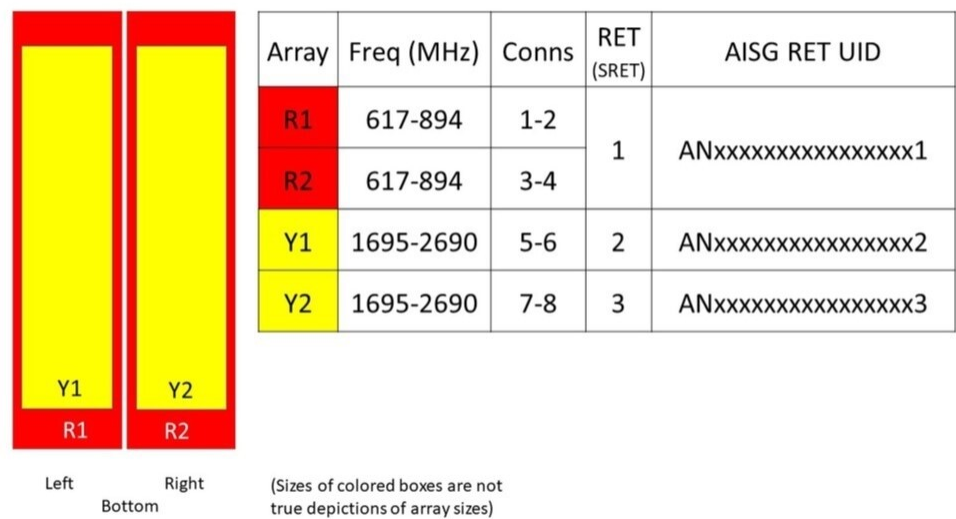 Array Freq (MHz) Conns RET (SRET) AISG RET UID
R1 617-894 1-2 1 ANxxxxxxxxxxxxxxxx1
R2 617-894 3-4
Y1 1695-2690 5-6 2 ANxxxxxxxxxxxxxxxx2
Y2 1695-2690 7-8 3 ANxxxxxxxxxxxxxxxx3
Y1 Y2
R1 R2
Left Right
Bottom
(Sizes of colored boxes are not
true depictions of array sizes)